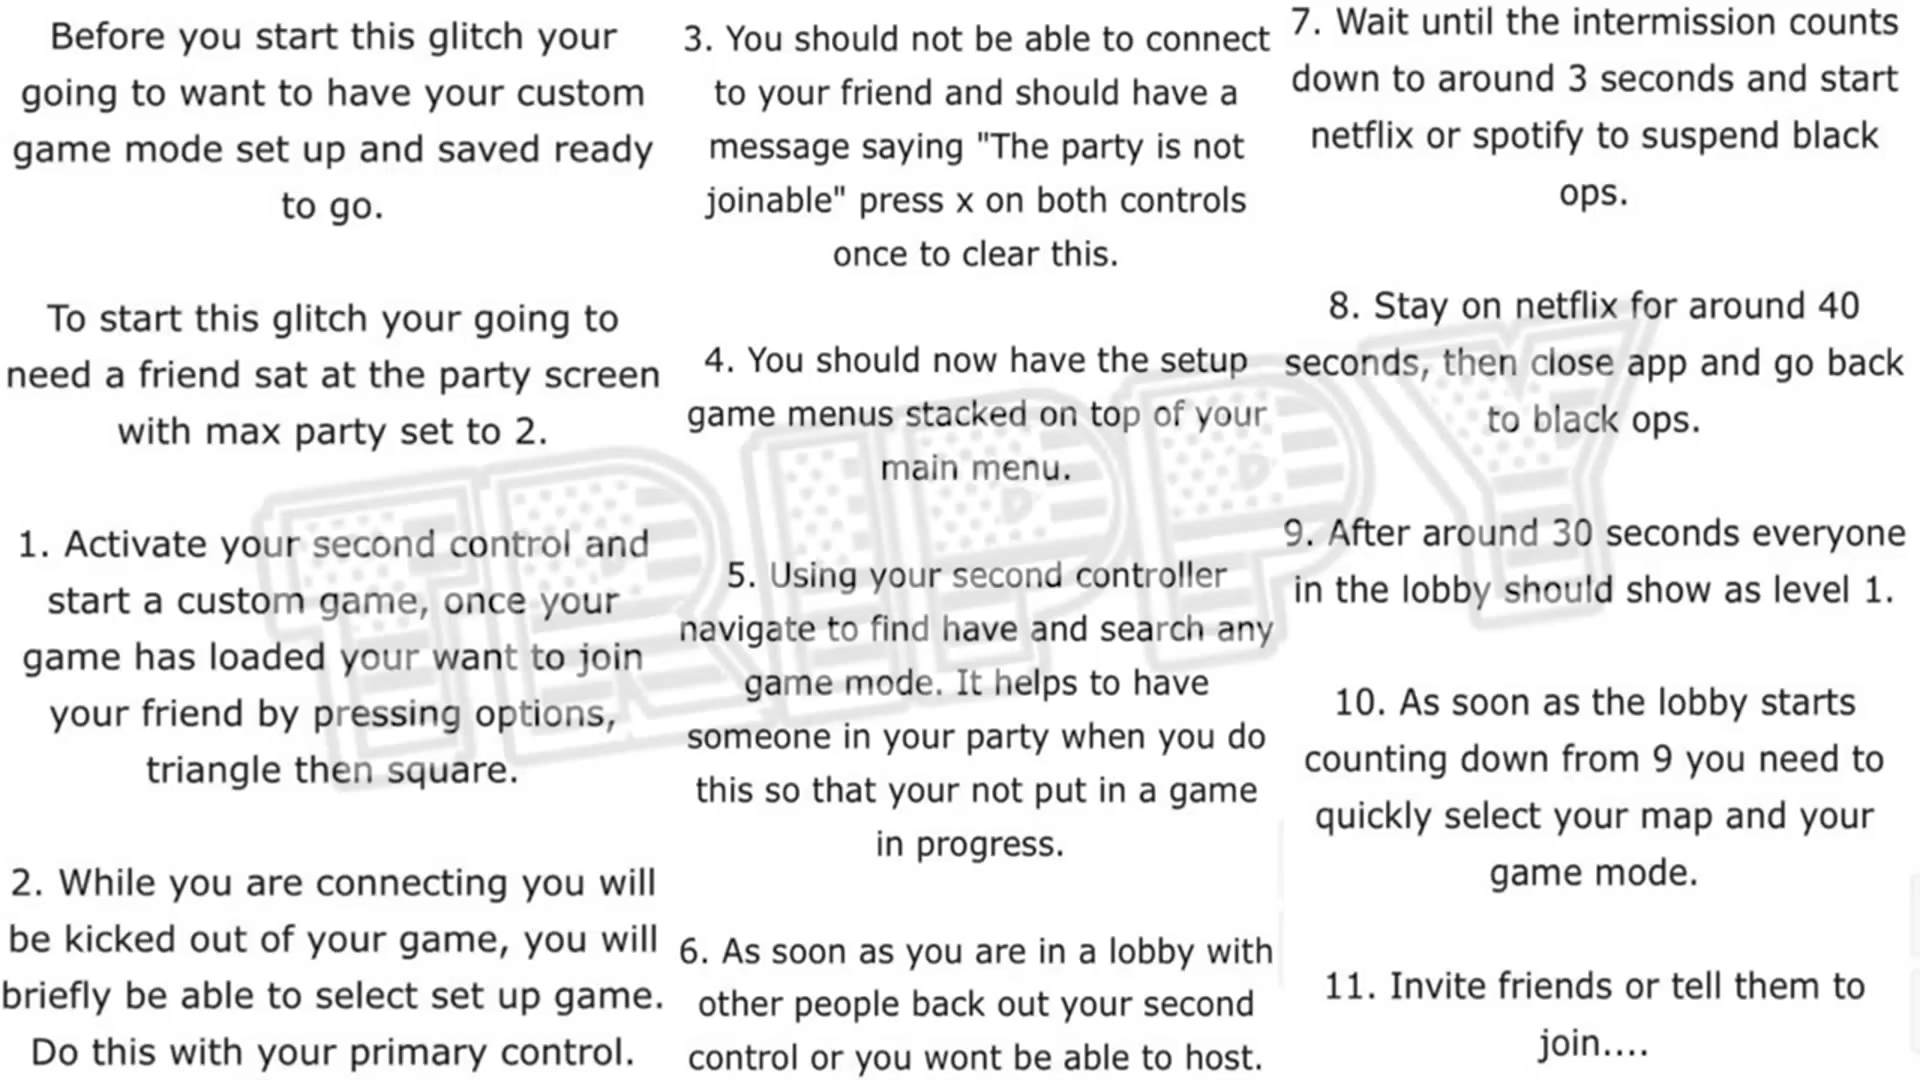 Before you start this glitch your
going to want to have your custom
game mode set up and saved ready
to go.
To start this glitch your going to
need a friend sat at the party screen
with max party set to 2.
1. Activate your second control and
start a custom game, once your
game has loaded your want to join
your friend by pressing options,
triangle then square.
2. While you are connecting you will
be kicked out of your game, you will
briefly be able to select set up game.
Do this with your primary control.
3. You should not be able to connect
to your friend and should have a
message saying "The party is not
joinable" press x on both controls
once to clear this.
4. You should now have the setup
game menus stacked on top of your
main menu.
5. Using your second controller
navigate to find have and search any
game mode. It helps to have
someone in your party when you do
this so that your not put in a game
in progress.
6. As soon as you are in a lobby with
other people back out your second
control or you wont be able to host.
7. Wait until the intermission counts
down to around 3 seconds and start
netflix or spotify to suspend black
ops.
8. Stay on netflix for around 40
seconds, then close app and go back
to black ops.
9. After around 30 seconds everyone
in the lobby should show as level 1.
10. As soon as the lobby starts
counting down from 9 you need to
quickly select your map and your
game mode.
11. Invite friends or tell them to
join....
TRIPPY